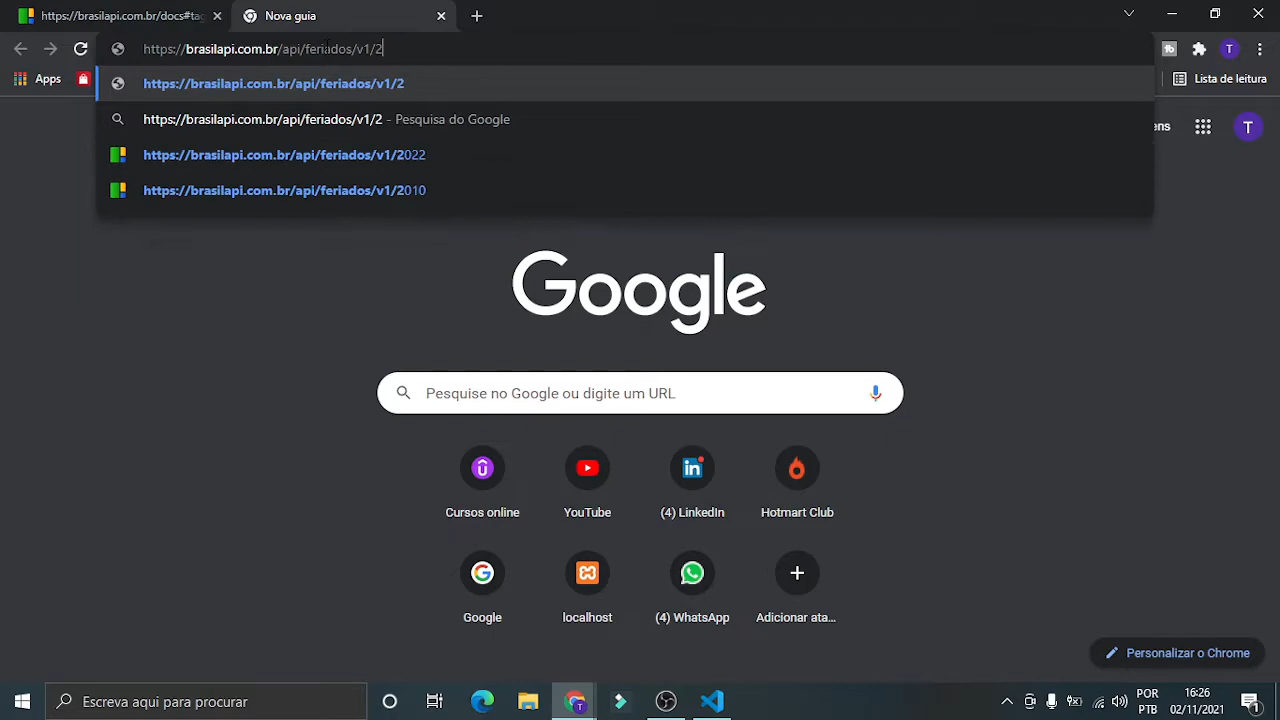 https://brasilapi.com.br/docs#tag
Nova guia
https://brasilapi.com.br/api/feriados/v1/2
Apps
https://brasilapi.com.br/api/feriados/v1/2
Lista de leitura
https://brasilapi.com.br/api/feriados/v1/2 - Pesquisa do Google
ens
T
https://brasilapi.com.br/api/feriados/v1/2022
https://brasilapi.com.br/api/feriados/v1/2010
Google
Pesquise no Google ou digite um URL
Cursos online
YouTube
(4) LinkedIn
Hotmart Club
Google
localhost
(4) WhatsApp
Adicionar ata...
Personalizar o Chrome
Escreva aqui para procurar
POR
PTB
16:26
02/11/2021